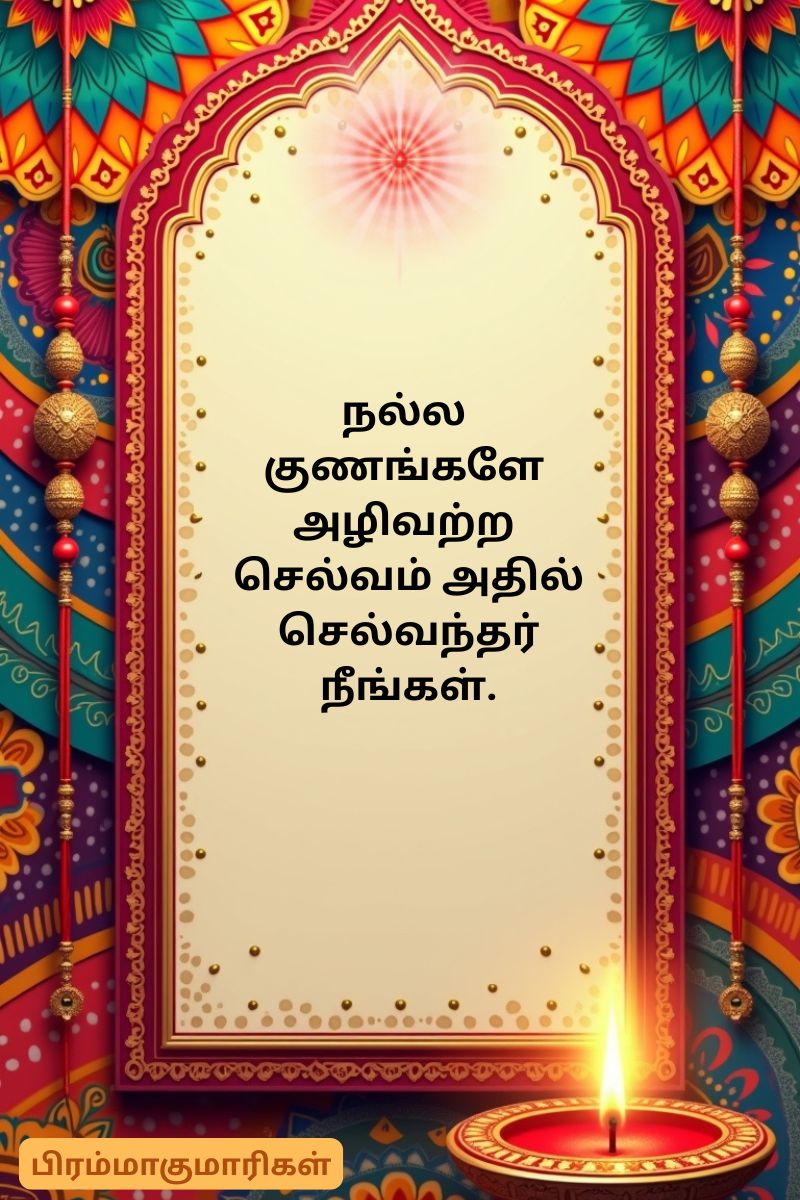 நல்ல
குணங்களே
அழிவற்ற
செல்வம் அதில்
செல்வந்தர்
நீங்கள்.
பிரம்மாகுமாரிகள்